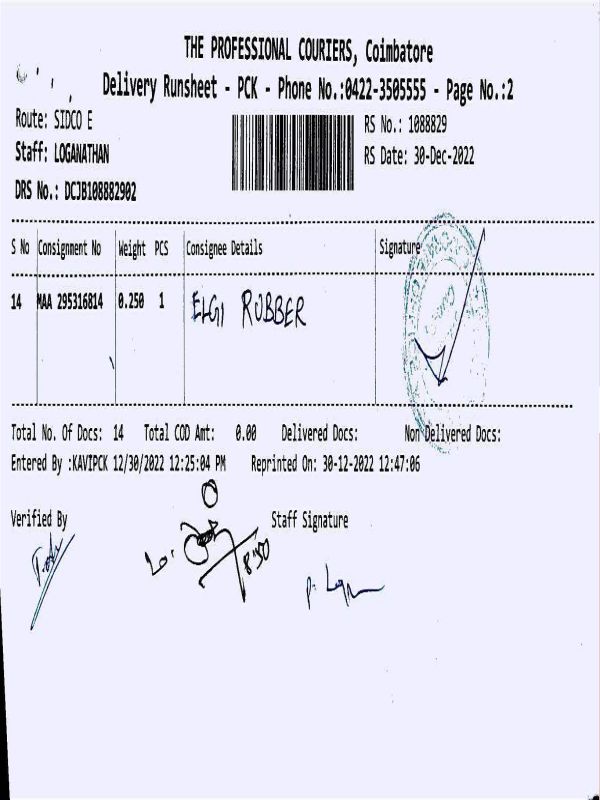 THE PROFESSIONAL COURIERS, Coimbatore
Delivery Runsheet - PCK - Phone No.:0422-3505555 - Page No.:2
Route: SIDCO E
RS No.: 1088829
Staff: LOGANATHAN
RS Date: 30-Dec-2022
DRS No.: DCJB108882902
S No Consignment No Weight PCS Consignee Details Signature
14 MAA 295316814 0.250 1 ELGI RUBBER
Total No. Of Docs: 14 Total COD Amt: 0.00 Delivered Docs: Non Delivered Docs:
Entered By :KAVIPCK 12/30/2022 12:25:04 PM Reprinted On: 30-12-2022 12:47:06
Verified By Staff Signature